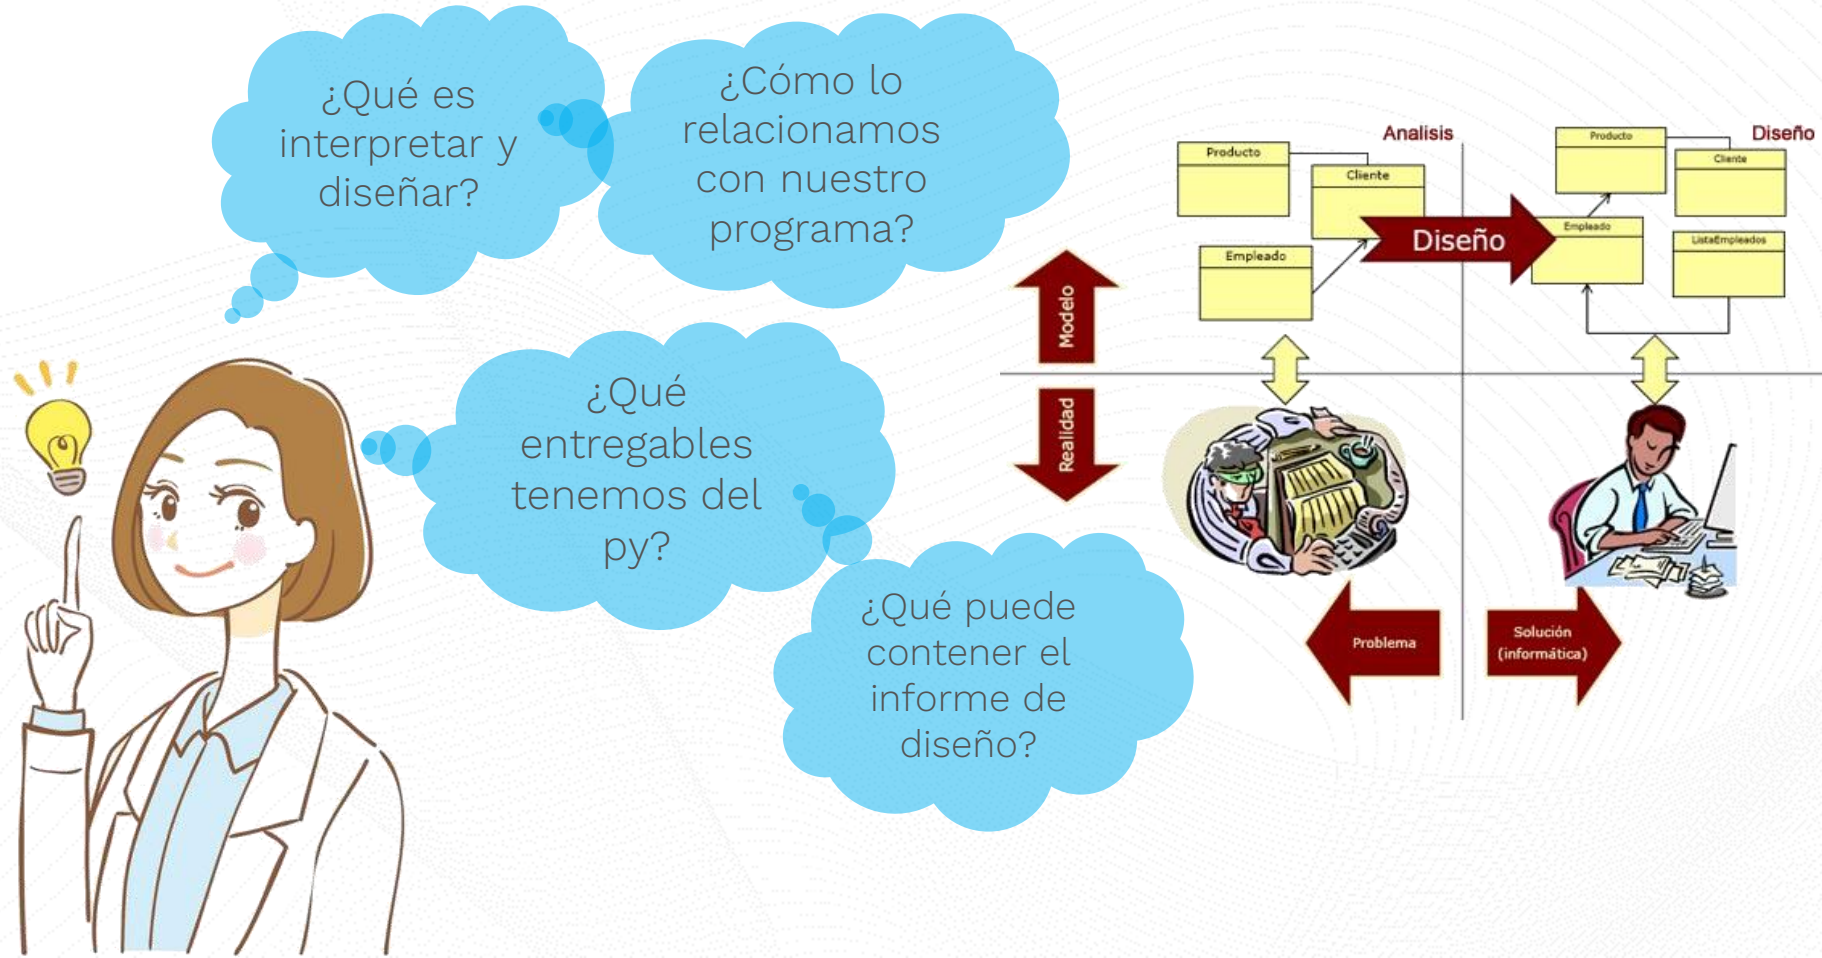 ¿Qué es
interpretar y
diseñar?
¿Cómo lo
relacionamos
con nuestro
programa?
¿Qué
entregables
tenemos del
py?
¿Qué puede
contener el
informe de
diseño?
Analisis
Diseño
Producto
Cliente
Empleado
Diseño
Producto
Cliente
Empleado
ListaEmpleados
Modelo
Realidad
Problema
Solución
(informática)